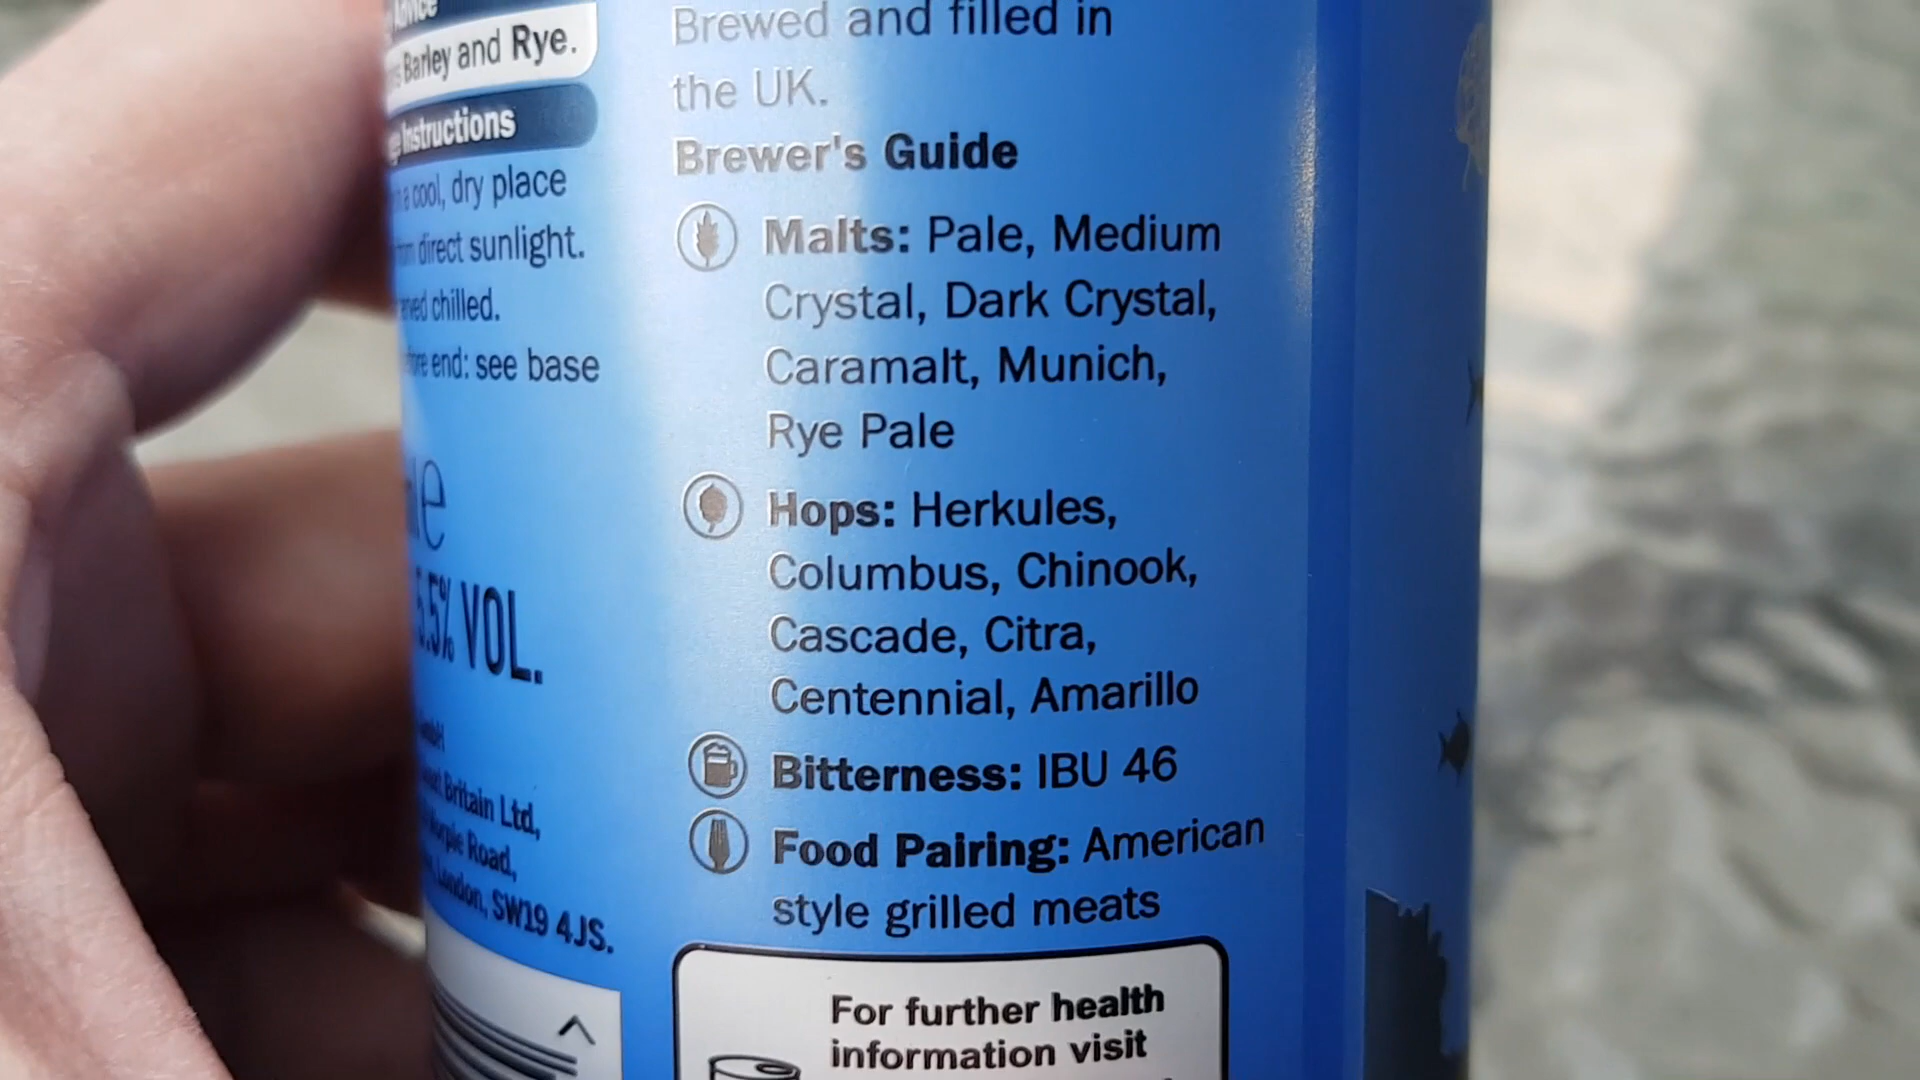 Advice
Barley and Rye.
Instructions
a cool, dry place
direct sunlight.
chilled.
end: see base
5.5% VOL.
Britain Ltd,
Road,
London, SW19 4JS.
Brewed and filled in
the UK.
Brewer's Guide
Malts: Pale, Medium
Crystal, Dark Crystal,
Caramalt, Munich,
Rye Pale
Hops: Herkules,
Columbus, Chinook,
Cascade, Citra,
Centennial, Amarillo
Bitterness: IBU 46
Food Pairing: American
style grilled meats
For further health
information visit